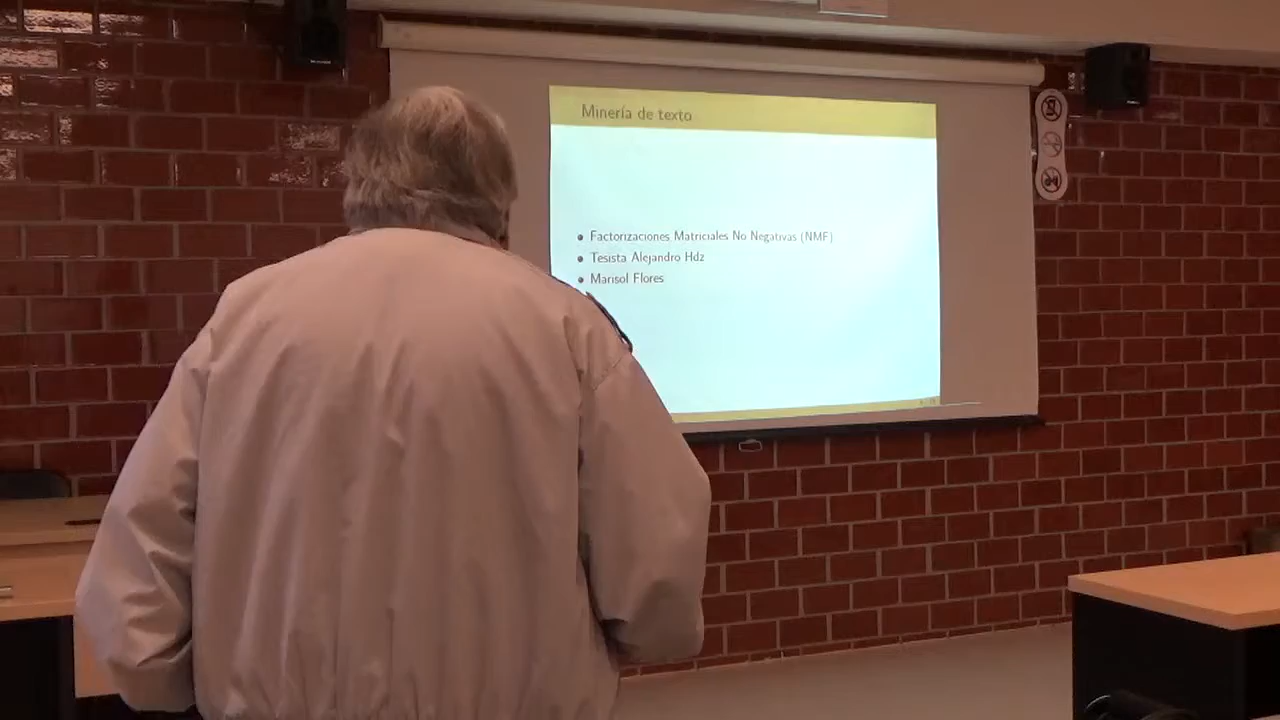 Minería de texto
Factorizaciones Matriciales No Negativas (NMF)
Tesista Alejandro Hdz
Marisol Flores